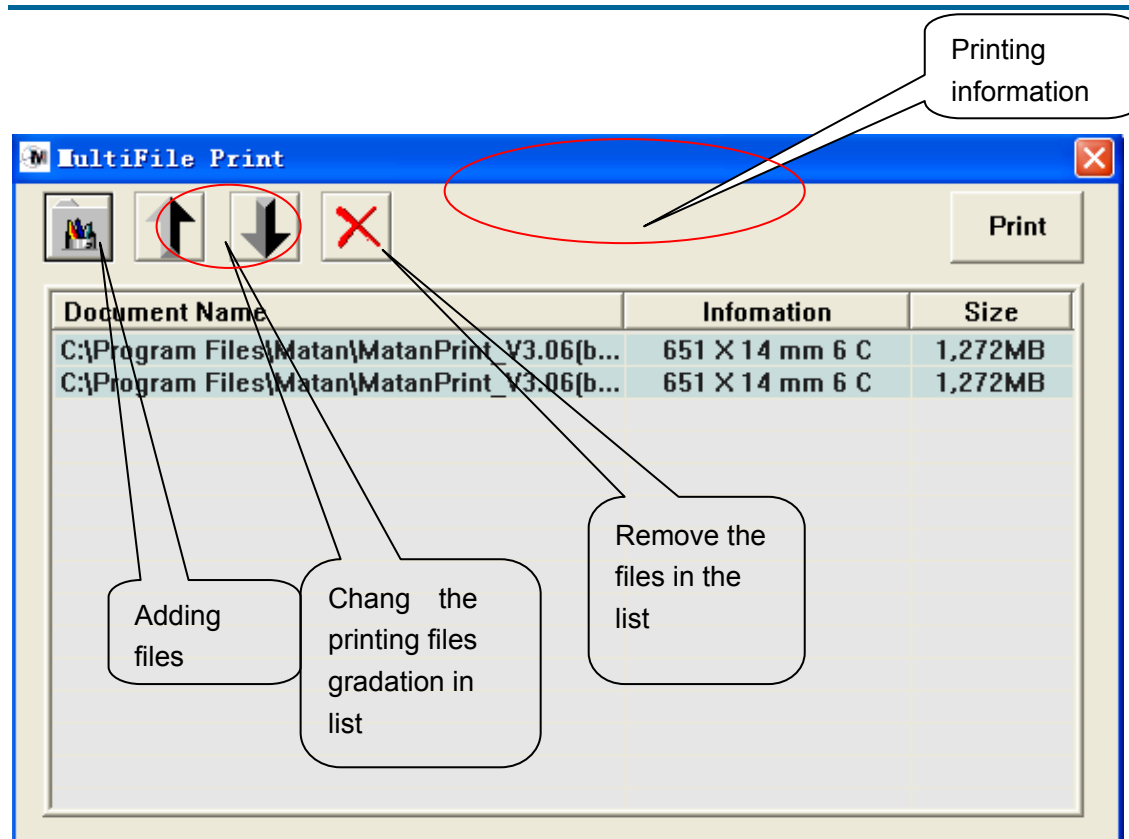 Printing
information
MultiFile Print
Print
Document Name Infomation Size
C:\Program Files\Matan\MatanPrint_V3.06(b... 651 X 14 mm 6 C 1,272MB
C:\Program Files\Matan\MatanPrint_V3.06(b... 651 X 14 mm 6 C 1,272MB
Remove the
files in the
list
Adding
files
Chang the
printing files
gradation in
list